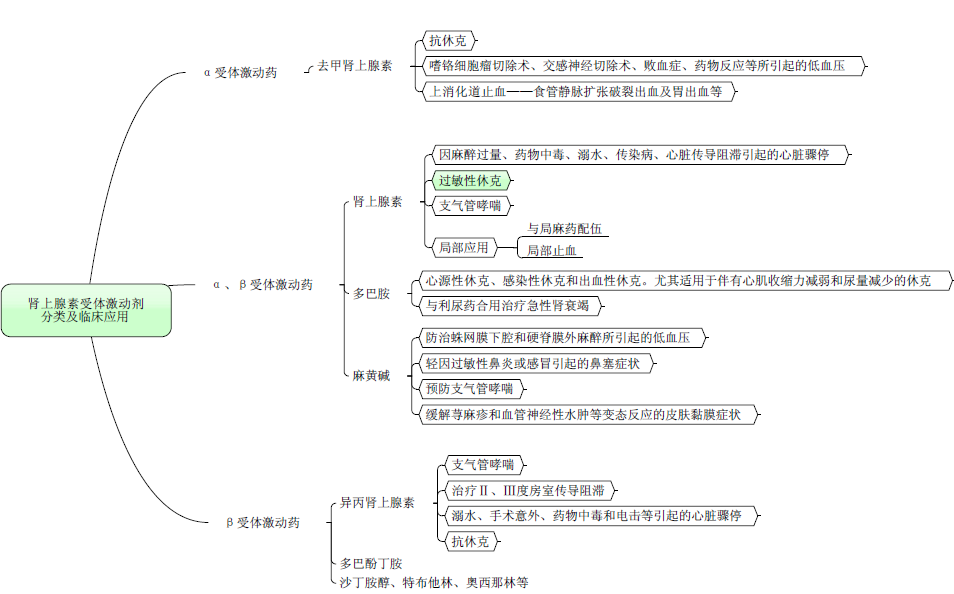 肾上腺素受体激动剂
分类及临床应用
α受体激动药
去甲肾上腺素
抗休克
嗜铬细胞瘤切除术、交感神经切除术、败血症、药物反应等所引起的低血压
上消化道止血——食管静脉扩张破裂出血及胃出血等
α、β受体激动药
肾上腺素
因麻醉过量、药物中毒、溺水、传染病、心脏传导阻滞引起的心脏骤停
过敏性休克
支气管哮喘
局部应用
与局麻药配伍
局部止血
多巴胺
心源性休克、感染性休克和出血性休克。尤其适用于伴有心肌收缩力减弱和尿量减少的休克
与利尿药合用治疗急性肾衰竭
麻黄碱
防治蛛网膜下腔和硬脊膜外麻醉所引起的低血压
轻因过敏性鼻炎或感冒引起的鼻塞症状
预防支气管哮喘
缓解荨麻疹和血管神经性水肿等变态反应的皮肤黏膜症状
β受体激动药
异丙肾上腺素
支气管哮喘
治疗Ⅱ、Ⅲ度房室传导阻滞
溺水、手术意外、药物中毒和电击等引起的心脏骤停
抗休克
多巴酚丁胺
沙丁胺醇、特布他林、奥西那林等